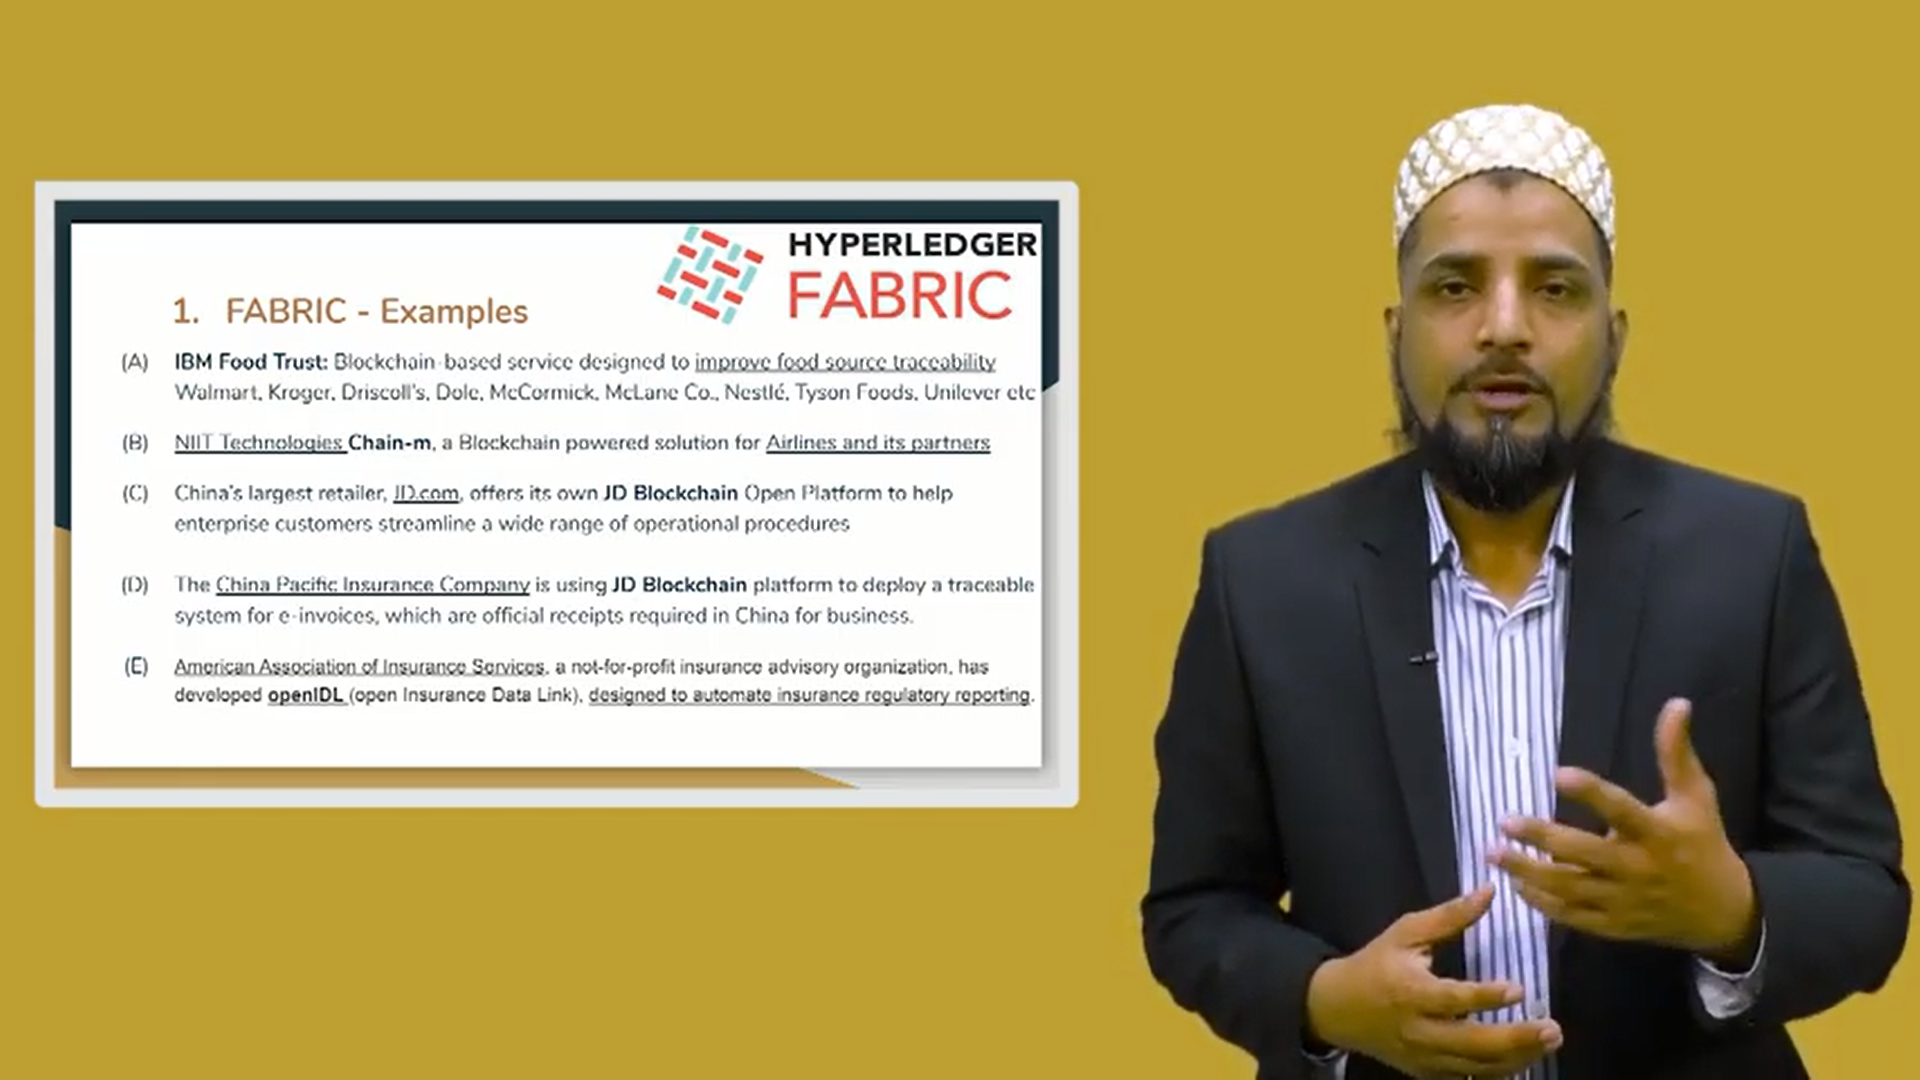 HYPERLEDGER
FABRIC
1. FABRIC - Examples
(A) IBM Food Trust: Blockchain-based service designed to improve food source traceability
Walmart, Kroger, Driscoll's, Dole, McCormick, McLane Co., Nestlé, Tyson Foods, Unilever etc
(B) NIIT Technologies Chain-m, a Blockchain powered solution for Airlines and its partners
(C) China's largest retailer, JD.com, offers its own JD Blockchain Open Platform to help
enterprise customers streamline a wide range of operational procedures
(D) The China Pacific Insurance Company is using JD Blockchain platform to deploy a traceable
system for e-invoices, which are official receipts required in China for business.
(E) American Association of Insurance Services, a not-for-profit insurance advisory organization, has
developed openIDL (open Insurance Data Link), designed to automate insurance regulatory reporting.